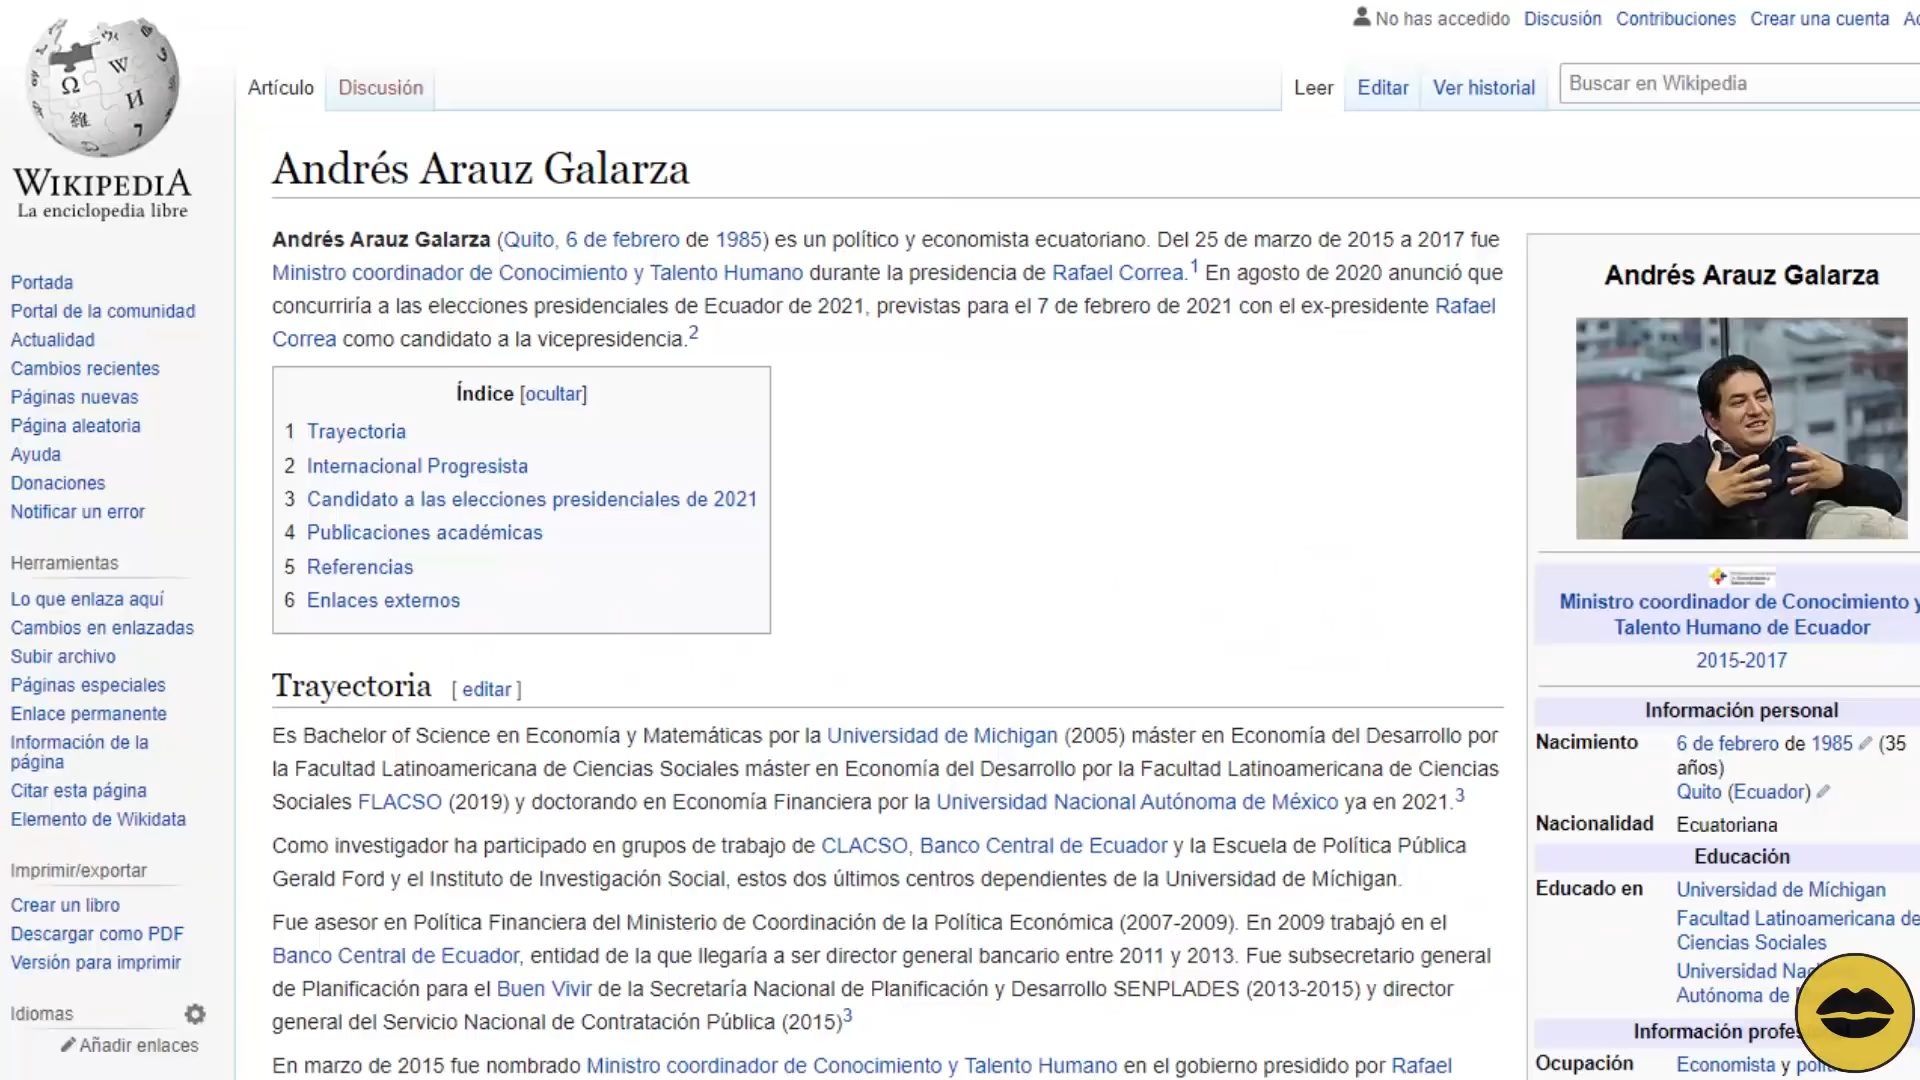 No has accedido Discusión Contribuciones Crear una cuenta
WIKIPEDIA
La enciclopedia libre
Artículo Discusión Leer Editar Ver historial Buscar en Wikipedia
Andrés Arauz Galarza
Andrés Arauz Galarza (Quito, 6 de febrero de 1985) es un político y economista ecuatoriano. Del 25 de marzo de 2015 a 2017 fue
Ministro coordinador de Conocimiento y Talento Humano durante la presidencia de Rafael Correa.1 En agosto de 2020 anunció que
concurriría a las elecciones presidenciales de Ecuador de 2021, previstas para el 7 de febrero de 2021 con el ex-presidente Rafael
Correa como candidato a la vicepresidencia.2
Índice [ocultar]
1 Trayectoria
2 Internacional Progresista
3 Candidato a las elecciones presidenciales de 2021
4 Publicaciones académicas
5 Referencias
6 Enlaces externos
Trayectoria [ editar ]
Es Bachelor of Science en Economía y Matemáticas por la Universidad de Michigan (2005) máster en Economía del Desarrollo por
la Facultad Latinoamericana de Ciencias Sociales máster en Economía del Desarrollo por la Facultad Latinoamericana de Ciencias
Sociales FLACSO (2019) y doctorando en Economía Financiera por la Universidad Nacional Autónoma de México ya en 2021.3
Como investigador ha participado en grupos de trabajo de CLACSO, Banco Central de Ecuador y la Escuela de Política Pública
Gerald Ford y el Instituto de Investigación Social, estos dos últimos centros dependientes de la Universidad de Míchigan.
Fue asesor en Política Financiera del Ministerio de Coordinación de la Política Económica (2007-2009). En 2009 trabajó en el
Banco Central de Ecuador, entidad de la que llegaría a ser director general bancario entre 2011 y 2013. Fue subsecretario general
de Planificación para el Buen Vivir de la Secretaría Nacional de Planificación y Desarrollo SENPLADES (2013-2015) y director
general del Servicio Nacional de Contratación Pública (2015)3
En marzo de 2015 fue nombrado Ministro coordinador de Conocimiento y Talento Humano en el gobierno presidido por Rafael
Portada
Portal de la comunidad
Actualidad
Cambios recientes
Páginas nuevas
Página aleatoria
Ayuda
Donaciones
Notificar un error
Herramientas
Lo que enlaza aquí
Cambios en enlazadas
Subir archivo
Páginas especiales
Enlace permanente
Información de la
página
Citar esta página
Elemento de Wikidata
Imprimir/exportar
Crear un libro
Descargar como PDF
Versión para imprimir
Idiomas
Añadir enlaces
Andrés Arauz Galarza
Ministro coordinador de Conocimiento y
Talento Humano de Ecuador
2015-2017
Información personal
Nacimiento 6 de febrero de 1985 (35
años)
Quito (Ecuador)
Nacionalidad Ecuatoriana
Educación
Educado en Universidad de Míchigan
Facultad Latinoamericana de
Ciencias Sociales
Universidad
Autónoma de
Información
Ocupación Economista y